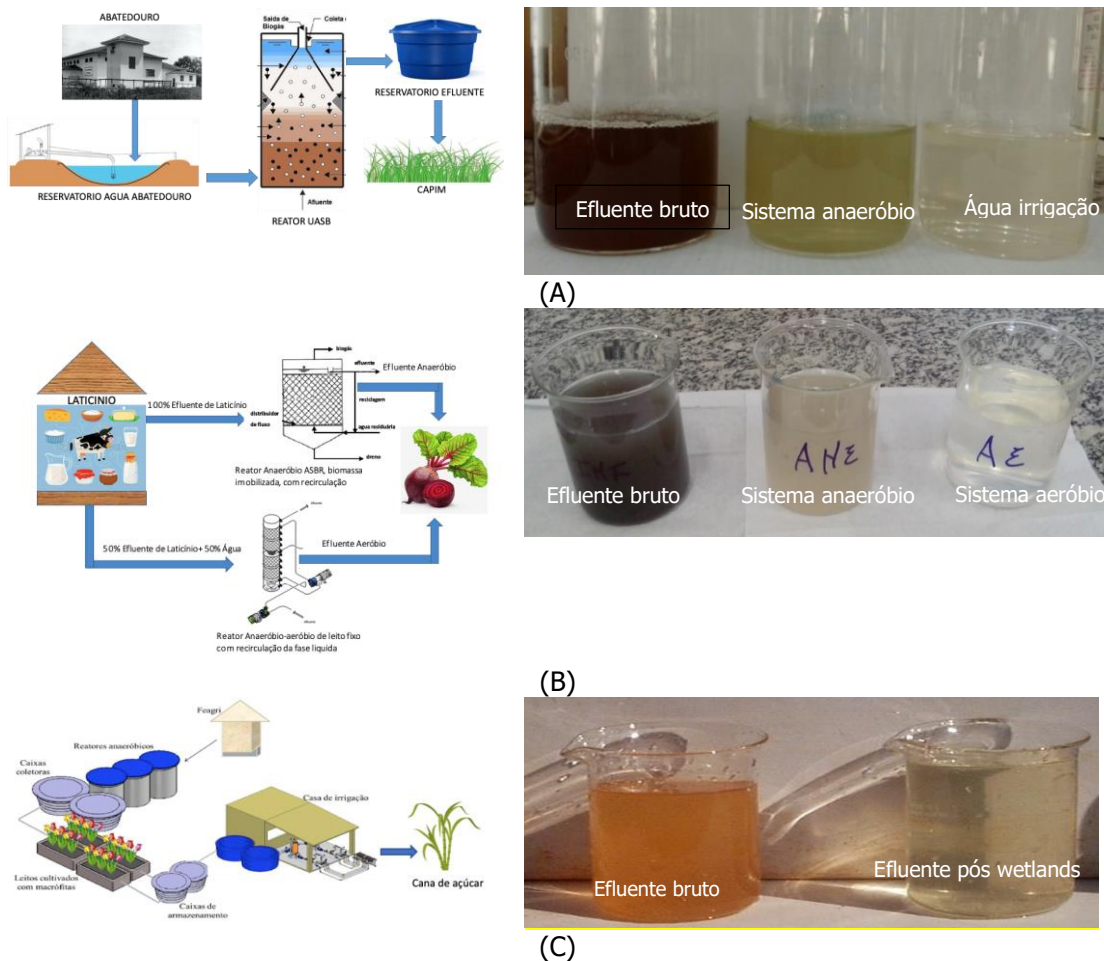 ABATEDOURO
RESERVATORIO AGUA ABATEDOURO
Saída de
Biogás
Coleta
Afluente
REATOR UASB
RESERVATORIO EFLUENTE
CAPIM
Efluente bruto
Sistema anaeróbio
Água irrigação
(A)
LATICINIO
100% Efluente de Laticínio
biogás
efluente
Efluente Anaeróbio
reciclagem
distribuidor
de fluxo
agua residuária
dreno
Reator Anaeróbio ASBR, biomassa
imobilizada, com recirculação
50% Efluente de Laticínio+ 50% Água
Efluente Aeróbio
Reator Anaeróbio-aeróbio de leito fixo
com recirculação da fase liquida
ANE
AE
Efluente bruto
Sistema anaeróbio
Sistema aeróbio
(B)
Feagri
Reatores anaeróbicos
Caixas
coletoras
Casa de irrigação
Leitos cultivados
com macrófitas
Caixas de
armazenamento
Cana de açúcar
Efluente bruto
Efluente pós wetlands
(C)